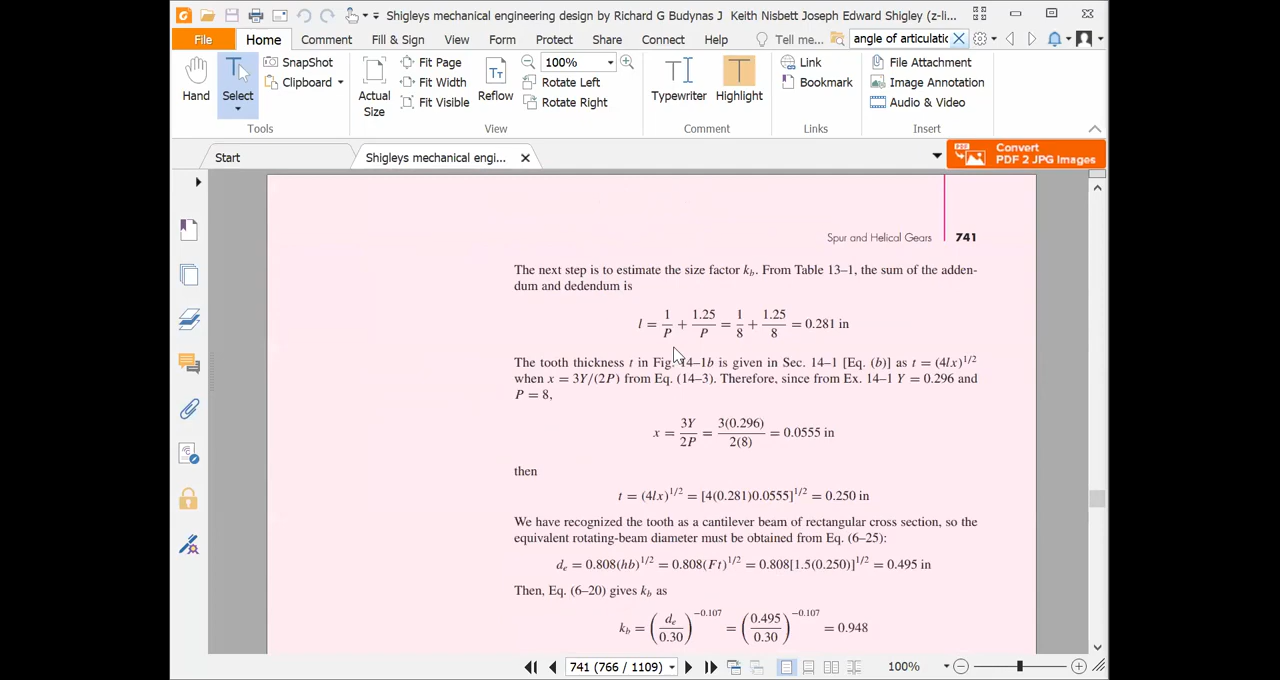 Shigleys mechanical engineering design by Richard G Budynas J Keith Nisbett Joseph Edward Shigley (z-li...
File Home Comment Fill & Sign View Form Protect Share Connect Help Tell me... angle of articulatic
Hand Select SnapShot Clipboard Actual Size Fit Page Fit Width Fit Visible Reflow 100% Rotate Left Rotate Right Typewriter Highlight Link Bookmark File Attachment Image Annotation Audio & Video
Tools View Comment Links Insert
Start Shigleys mechanical engi... Convert
PDF 2 JPG Images
Spur and Helical Gears 741
The next step is to estimate the size factor k_b. From Table 13–1, the sum of the adden-
dum and dedendum is
l = 1/P + 1.25/P = 1/8 + 1.25/8 = 0.281 in
The tooth thickness t in Fig. 14–1b is given in Sec. 14–1 [Eq. (b)] as t = (4lx)^1/2
when x = 3Y/(2P) from Eq. (14–3). Therefore, since from Ex. 14–1 Y = 0.296 and
P = 8,
x = 3Y/2P = 3(0.296)/2(8) = 0.0555 in
then
t = (4lx)^1/2 = [4(0.281)0.0555]^1/2 = 0.250 in
We have recognized the tooth as a cantilever beam of rectangular cross section, so the
equivalent rotating-beam diameter must be obtained from Eq. (6–25):
d_e = 0.808(hb)^1/2 = 0.808(Ft)^1/2 = 0.808[1.5(0.250)]^1/2 = 0.495 in
Then, Eq. (6–20) gives k_b as
k_b = (d_e/0.30)^−0.107 = (0.495/0.30)^−0.107 = 0.948
741 (766 / 1109) 100%